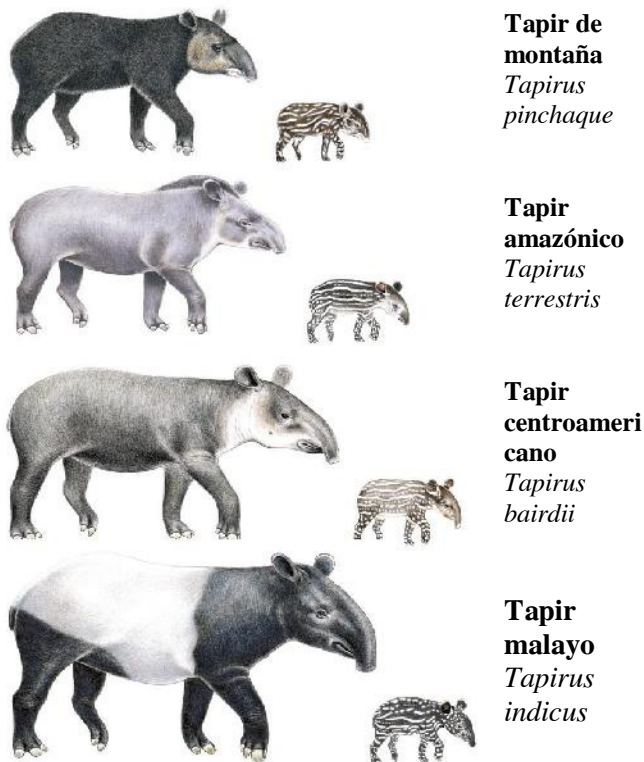 Tapir de
montaña
Tapirus
pinchaque
Tapir
amazónico
Tapirus
terrestris
Tapir
centroameri
cano
Tapirus
bairdii
Tapir
malayo
Tapirus
indicus